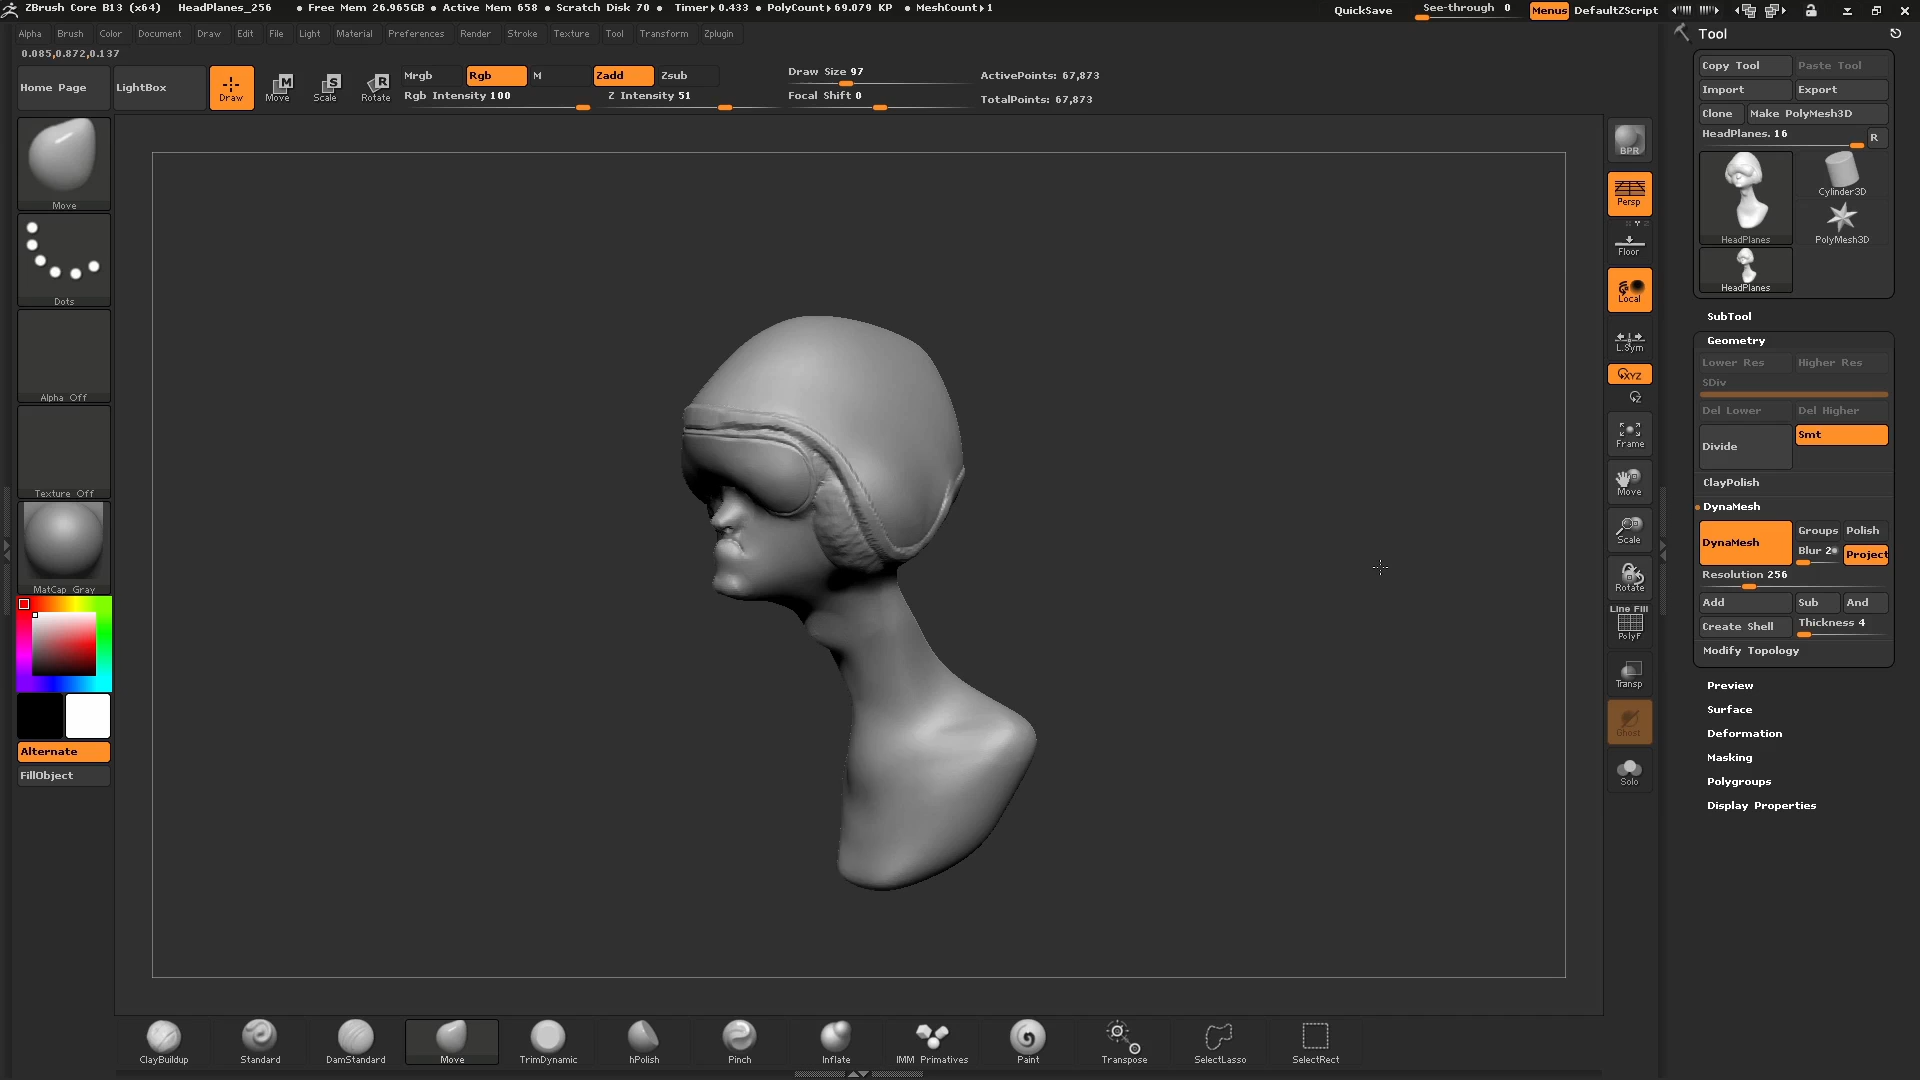 ZBrush Core B13 (x64) HeadPlanes_256 • Free Mem 26.965GB • Active Mem 658 • Scratch Disk 70 • Timer▸0.433 • PolyCount▸69.079 KP • MeshCount▸1 QuickSave See-through 0 Menus DefaultZScript
Alpha Brush Color Document Draw Edit File Light Material Preferences Render Stroke Texture Tool Transform Zplugin
0.085,0.872,0.137
Home Page LightBox Draw Move Scale Rotate
M S R
Mrgb Rgb M Zadd Zsub
Rgb Intensity 100 Z Intensity 51
Draw Size 97
Focal Shift 0
ActivePoints: 67,873
TotalPoints: 67,873
Move
Dots
Alpha Off
Texture Off
MatCap Gray
Alternate
FillObject
BPR
Persp
Floor
Local
L.Sym
XYZ
Z
Frame
Move
Scale
Rotate
Line Fill
PolyF
Transp
Ghost
Solo
Tool
Copy Tool Paste Tool
Import Export
Clone Make PolyMesh3D
HeadPlanes. 16 R
HeadPlanes Cylinder3D
PolyMesh3D
HeadPlanes
SubTool
Geometry
Lower Res Higher Res
SDiv
Del Lower Del Higher
Divide Smt
ClayPolish
DynaMesh
DynaMesh Groups Polish
Blur 2 Project
Resolution 256
Add Sub And
Create Shell Thickness 4
Modify Topology
Preview
Surface
Deformation
Masking
Polygroups
Display Properties
ClayBuildup Standard DamStandard Move TrimDynamic hPolish Pinch Inflate IMM Primitives Paint Transpose SelectLasso SelectRect